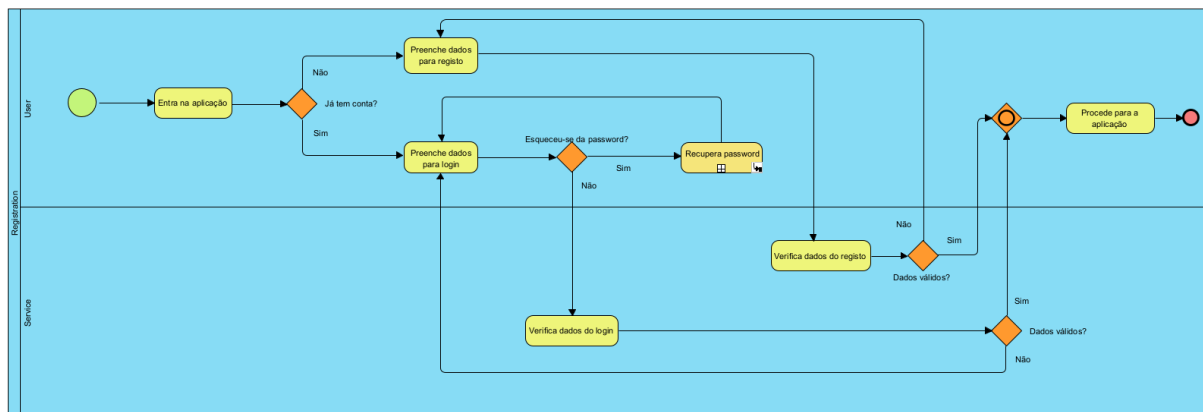 Registration
User
Entra na aplicação
Já tem conta?
Não
Sim
Preenche dados
para registo
Preenche dados
para login
Esqueceu-se da password?
Sim
Não
Recupera password
Procede para a
aplicação
Service
Verifica dados do registo
Não
Sim
Dados válidos?
Verifica dados do login
Sim
Dados válidos?
Não